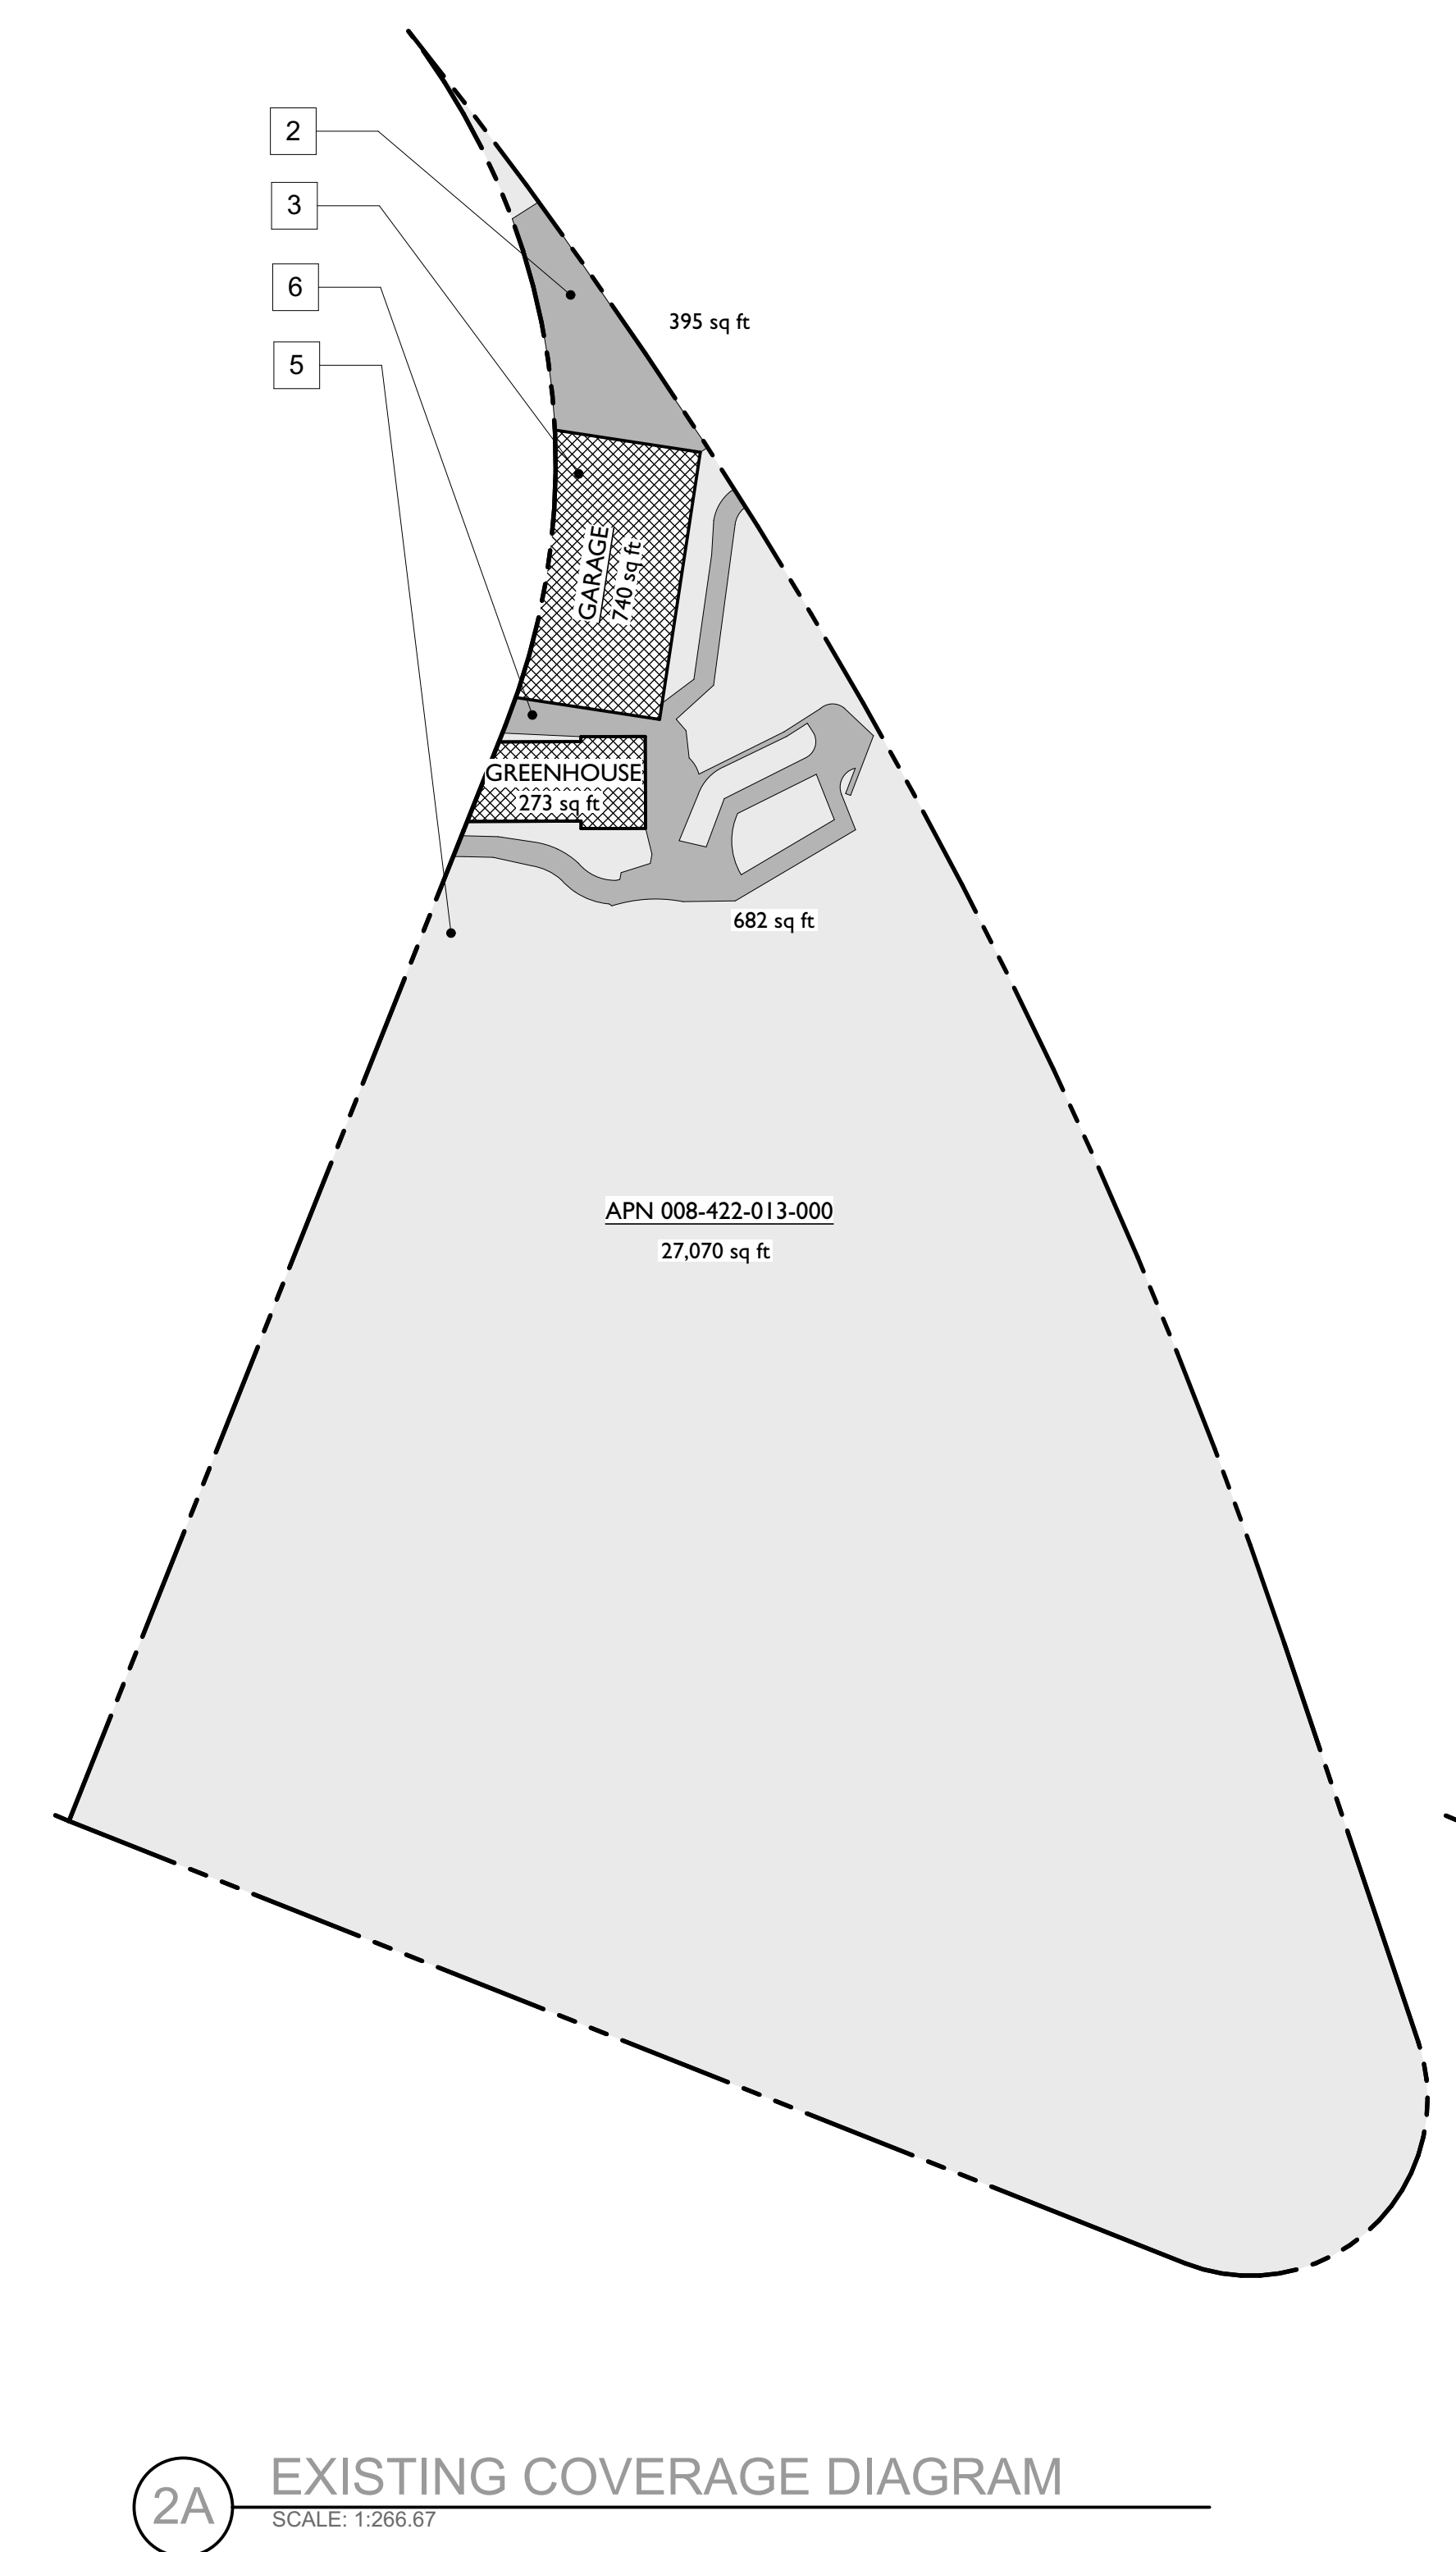 2
3
6
5
395 sq ft
GARAGE
740 sq ft
GREENHOUSE
273 sq ft
682 sq ft
APN 008-422-013-000
27,070 sq ft
2A
EXISTING COVERAGE DIAGRAM
SCALE: 1:266.67